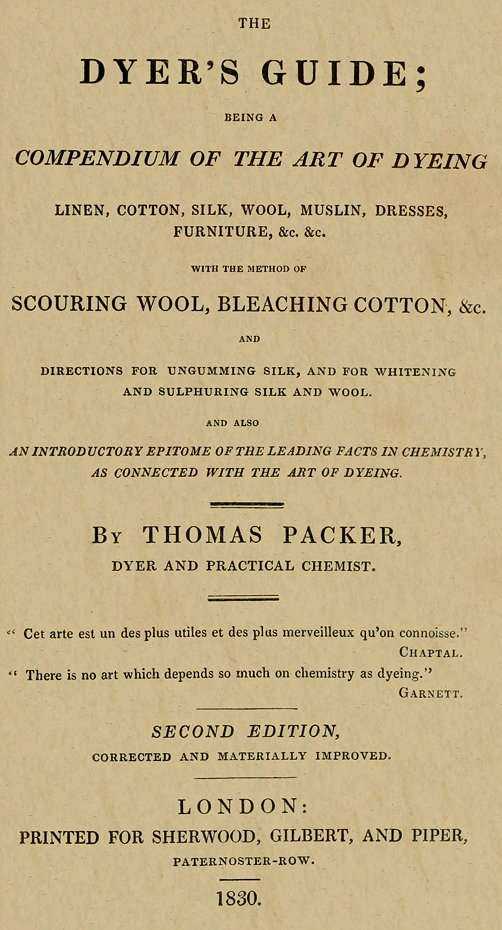 THE
DYER'S GUIDE;
BEING A
COMPENDIUM OF THE ART OF DYEING
LINEN, COTTON, SILK, WOOL, MUSLIN, DRESSES,
FURNITURE, &c. &c.
WITH THE METHOD OF
SCOURING WOOL, BLEACHING COTTON, &c.
AND
DIRECTIONS FOR UNGUMMING SILK, AND FOR WHITENING
AND SULPHURING SILK AND WOOL.
AND ALSO
AN INTRODUCTORY EPITOME OF THE LEADING FACTS IN CHEMISTRY,
AS CONNECTED WITH THE ART OF DYEING.
By THOMAS PACKER,
DYER AND PRACTICAL CHEMIST.
“ Cet arte est un des plus utiles et des plus merveilleux qu'on connoisse.”
CHAPTAL.
“ There is no art which depends so much on chemistry as dyeing.”
GARNETT.
SECOND EDITION,
CORRECTED AND MATERIALLY IMPROVED.
LONDON:
PRINTED FOR SHERWOOD, GILBERT, AND PIPER,
PATERNOSTER-ROW.
1830.